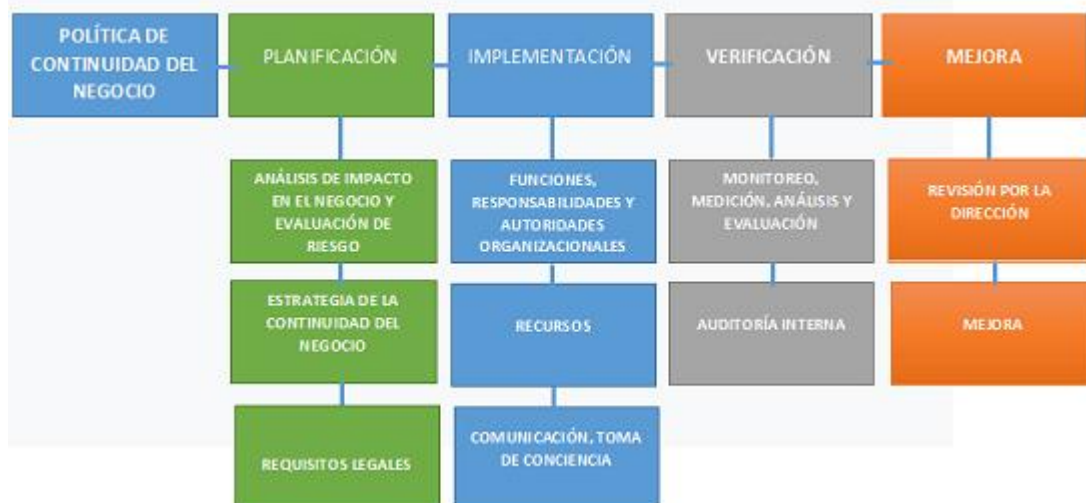 POLÍTICA DE
CONTINUIDAD DEL
NEGOCIO
PLANIFICACIÓN
IMPLEMENTACIÓN
VERIFICACIÓN
MEJORA
ANÁLISIS DE IMPACTO
EN EL NEGOCIO Y
EVALUACIÓN DE
RIESGO
FUNCIONES,
RESPONSABILIDADES Y
AUTORIDADES
ORGANIZACIONALES
MONITOREO,
MEDICIÓN, ANÁLISIS Y
EVALUACIÓN
REVISIÓN POR LA
DIRECCIÓN
ESTRATEGIA DE LA
CONTINUIDAD DEL
NEGOCIO
RECURSOS
AUDITORÍA INTERNA
MEJORA
REQUISITOS LEGALES
COMUNICACIÓN, TOMA
DE CONCIENCIA